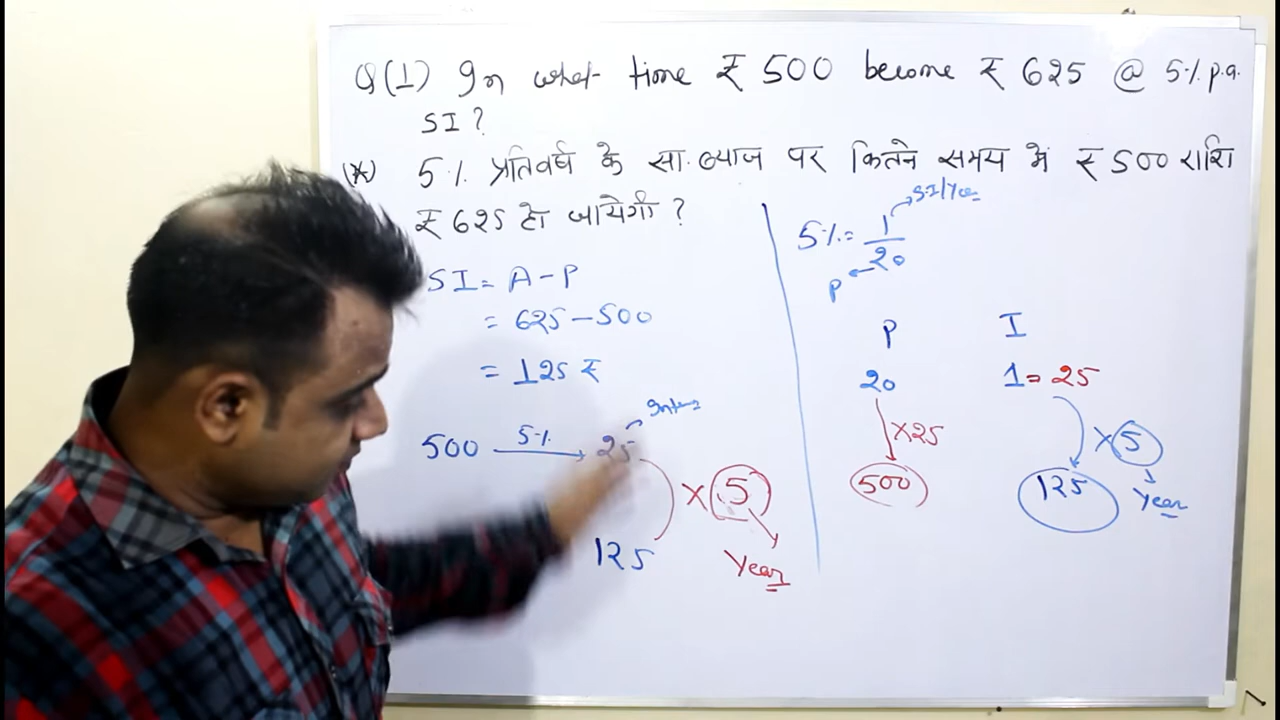 Q(1) In what time ₹ 500 become ₹ 625 @ 5% p.a.
SI?
(*) 5% प्रतिवर्ष के सा. ब्याज पर कितने समय में ₹ 500 राशि
₹ 625 हो जायेगी ?
SI = A - P
= 625 - 500
= 125 ₹
500 5% 25
×5
125
Year
5% = 1/20
SI/Year
P
P I
20 1 = 25
×25 ×5
500 125 Year